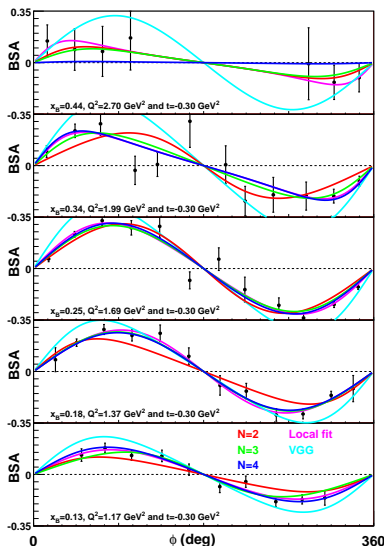 0.35
BSA
x_B=0.44, Q²=2.70 GeV² and t=-0.30 GeV²
-0.35
BSA
x_B=0.34, Q²=1.99 GeV² and t=-0.30 GeV²
-0.35
BSA
x_B=0.25, Q²=1.69 GeV² and t=-0.30 GeV²
-0.35
BSA
x_B=0.18, Q²=1.37 GeV² and t=-0.30 GeV²
-0.35
N=2 Local fit
N=3 VGG
N=4
BSA
x_B=0.13, Q²=1.17 GeV² and t=-0.30 GeV²
-0.35
0 ϕ (deg) 360